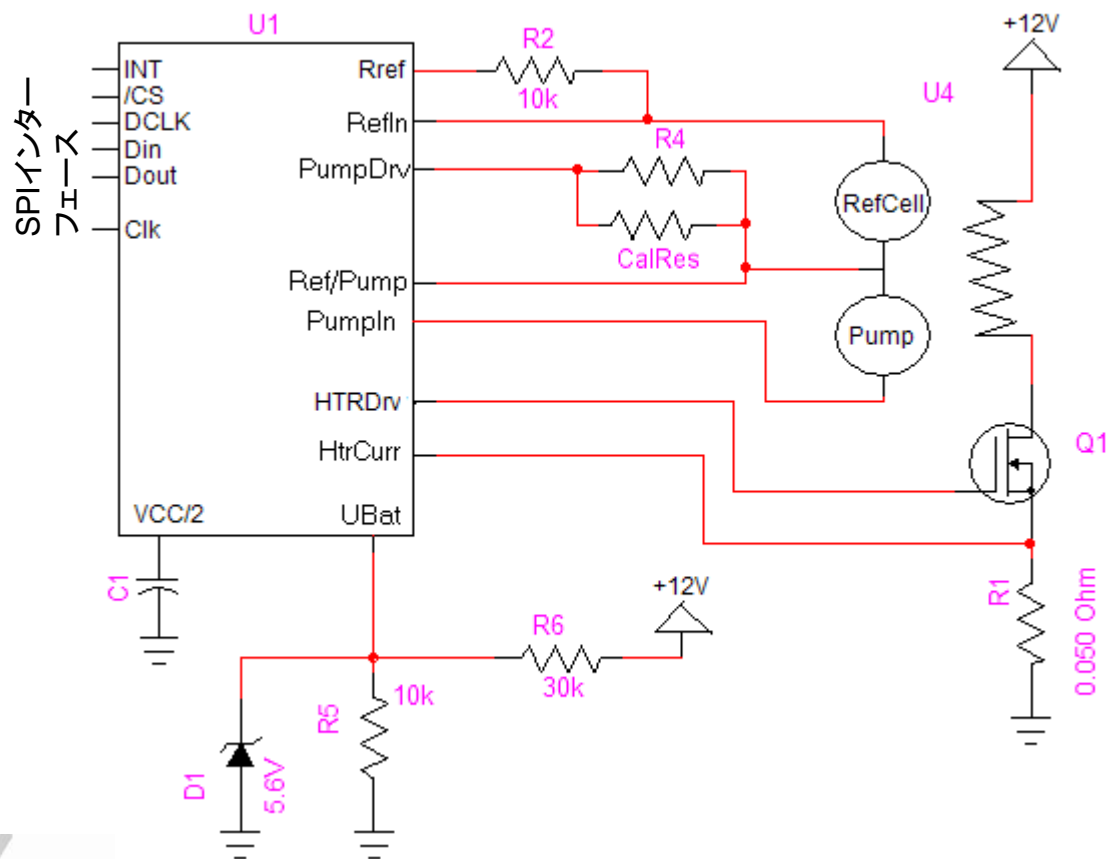 U1
SPIインター
フェース
INT
/CS
DCLK
Din
Dout
Clk
Rref
RefIn
PumpDrv
Ref/Pump
PumpIn
HTRDrv
HtrCurr
VCC/2
UBat
R2
10k
R4
CalRes
RefCell
Pump
+12V
U4
Q1
R1
0.050 Ohm
C1
+12V
R6
30k
10k
R5
D1
5.6V